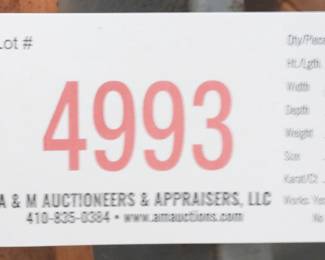 Lot #
4993
A & M AUCTIONEERS & APPRAISERS, LLC
410-835-0384 • www.amauctions.com
Qty/Piece
Ht./Lgth.
Width
Depth
Weight
Size
Karat/Ct.
Works: Yes
No